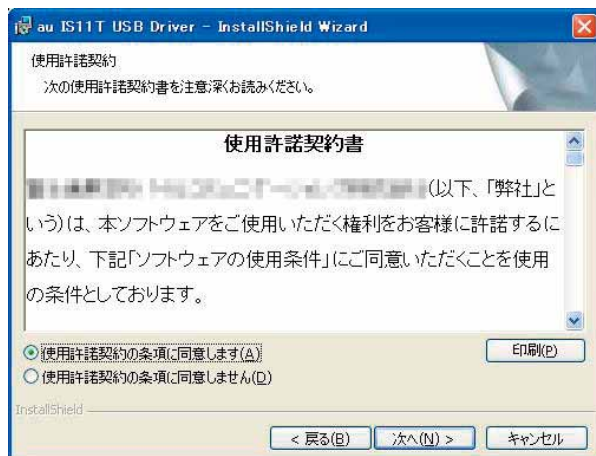 au IS11T USB Driver - InstallShield Wizard
使用許諾契約
次の使用許諾契約書を注意深くお読みください。
使用許諾契約書
(以下、「弊社」と
いう)は、本ソフトウェアをご使用いただく権利をお客様に許諾するに
あたり、下記「ソフトウェアの使用条件」にご同意いただくことを使用
の条件としております。
使用許諾契約の条項に同意します(A)
印刷(P)
使用許諾契約の条項に同意しません(D)
InstallShield
< 戻る(B)
次へ(N) >
キャンセル